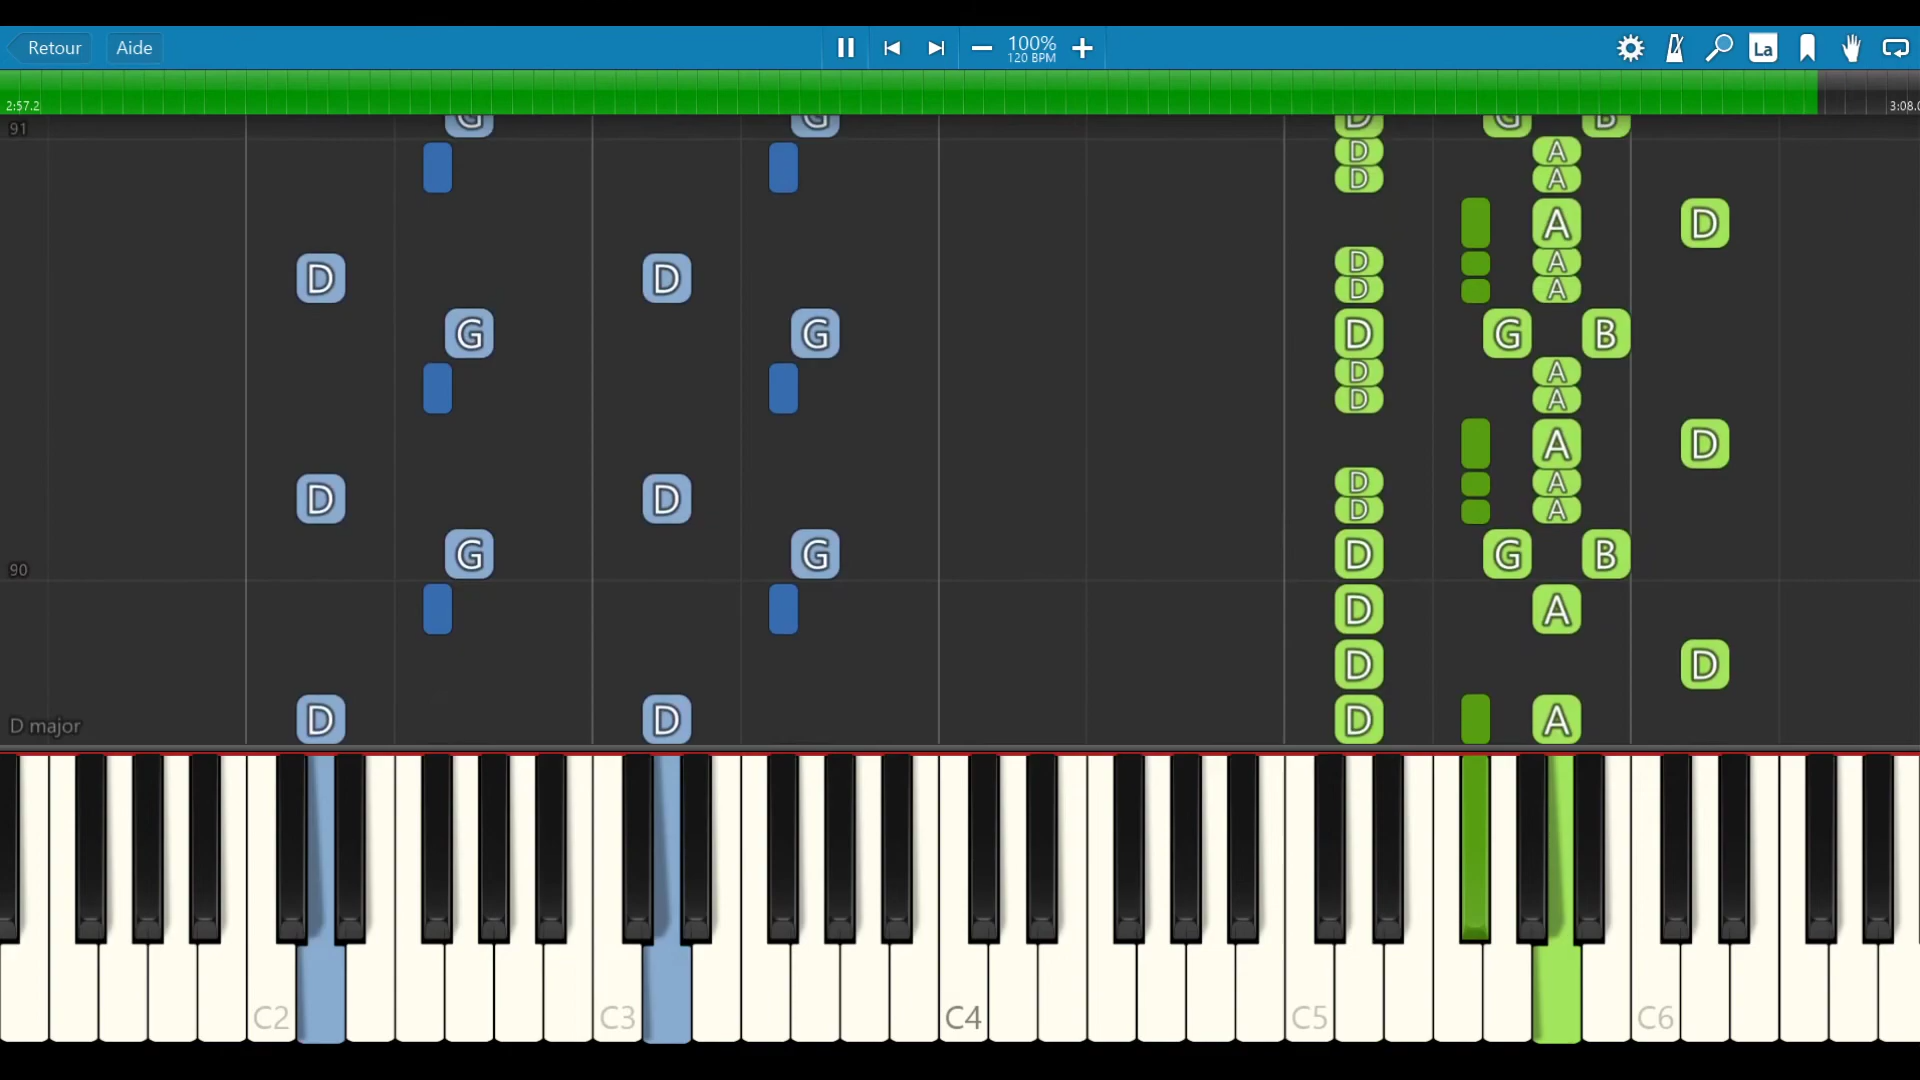 Retour Aide 100% La
120 BPM
2:57.2 3:08.0
91 G G D G B
D A
D A
A D
D D D A
D A
G G D G B
D A
D A
A D
D D D A
D A
90 G G D G B
D A
D D
D major D D D A
C2 C3 C4 C5 C6